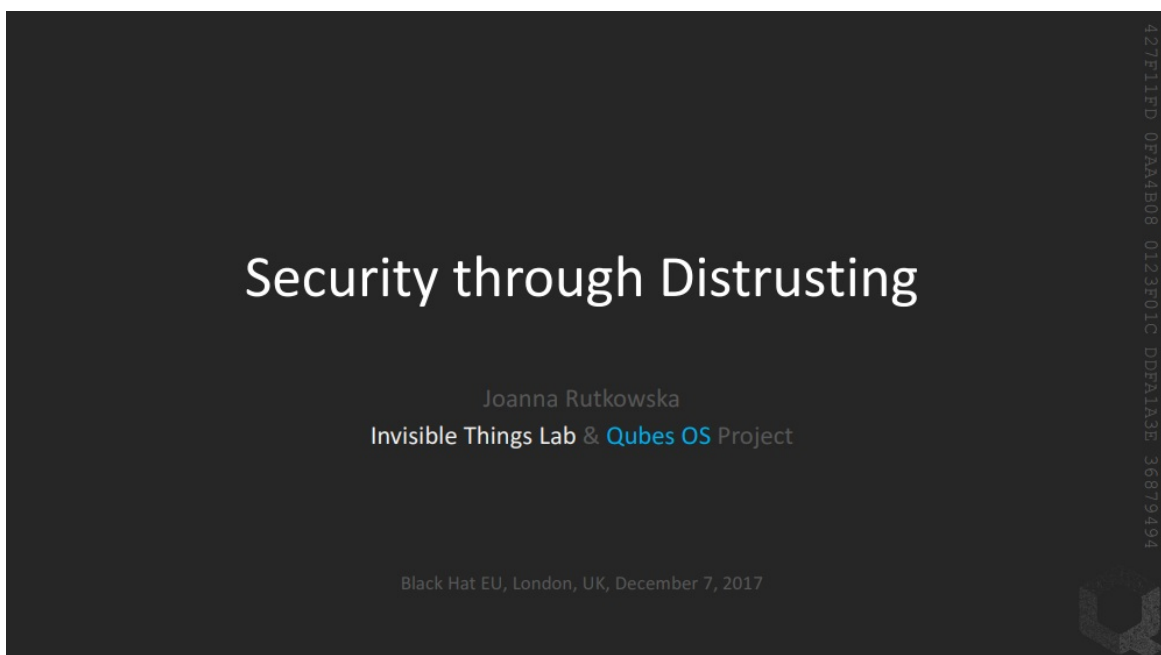 Security through Distrusting
Joanna Rutkowska
Invisible Things Lab & Qubes OS Project
Black Hat EU, London, UK, December 7, 2017
427F11FD 0FAA4B08 0123F01C DDFA1A3E 36879494